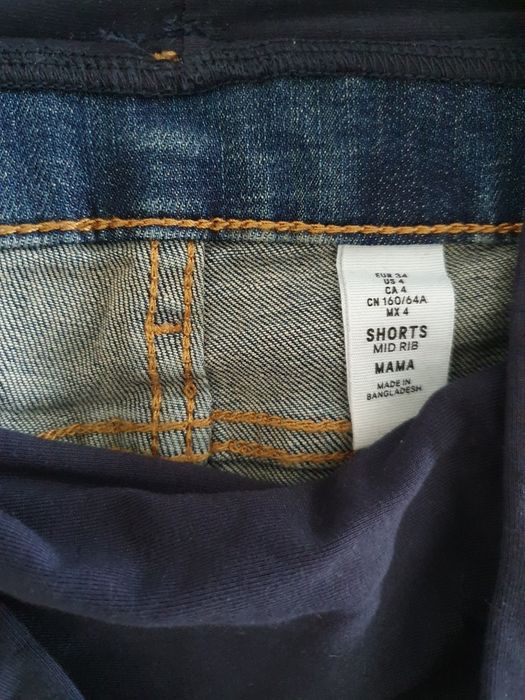 EUR 34
US 4
CA 4
CN 160/64A
MX 4
SHORTS
MID RIB
MAMA
MADE IN
BANGLADESH